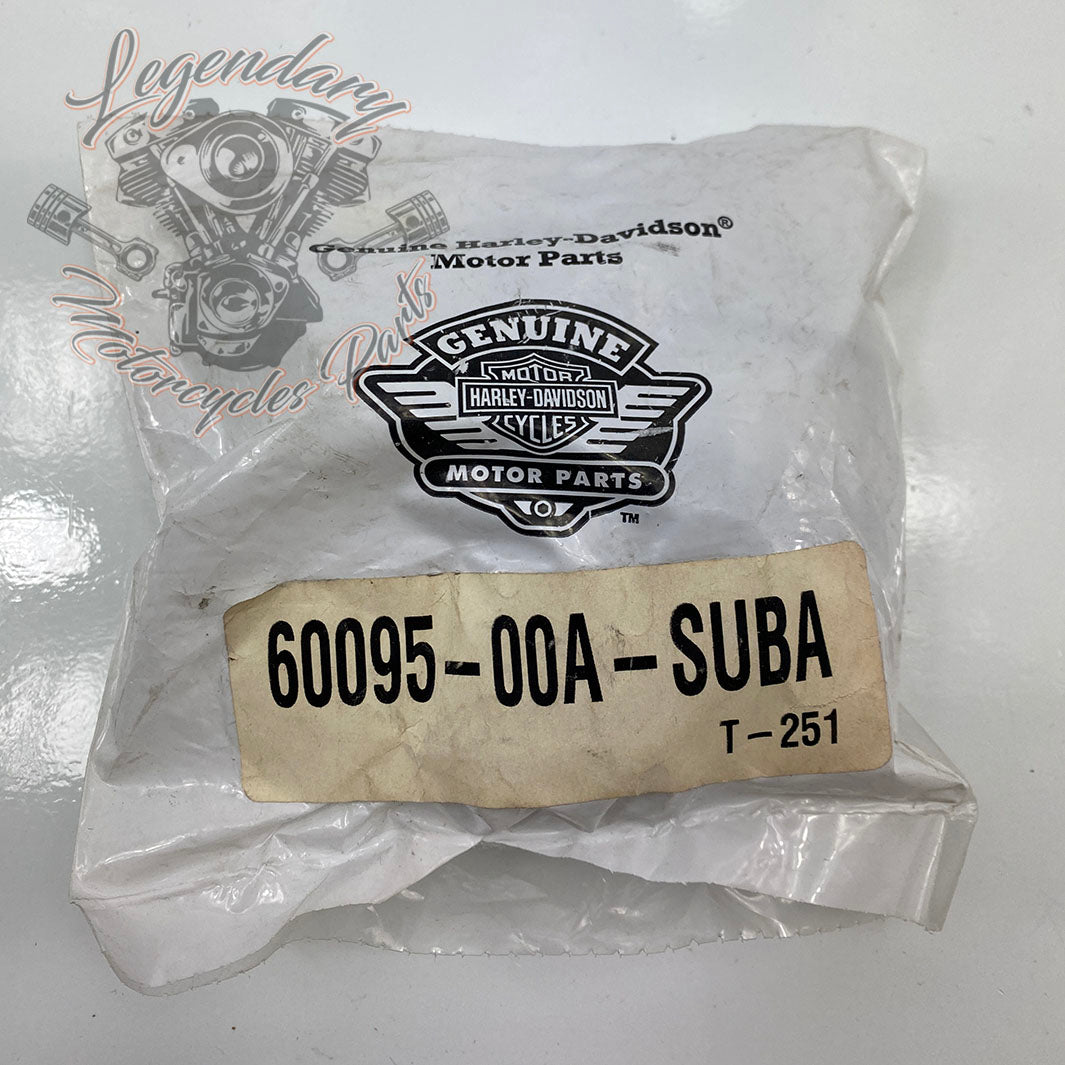 Legendary
Motorcycles Parts
Genuine Harley-Davidson®
Motor Parts
GENUINE
MOTOR
HARLEY-DAVIDSON
CYCLES
MOTOR PARTS
TM
60095-00A-SUBA
T-251